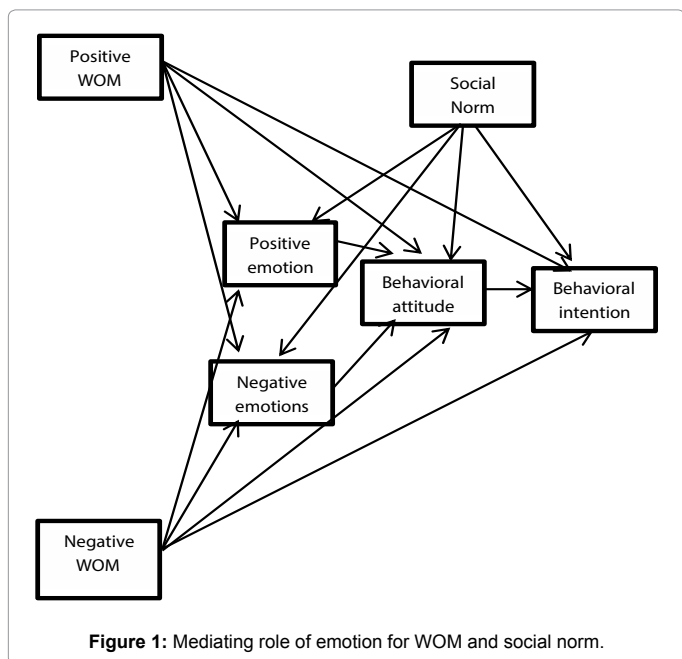 Positive
WOM
Social
Norm
Positive
emotion
Behavioral
attitude
Behavioral
intention
Negative
emotions
Negative
WOM
Figure 1: Mediating role of emotion for WOM and social norm.